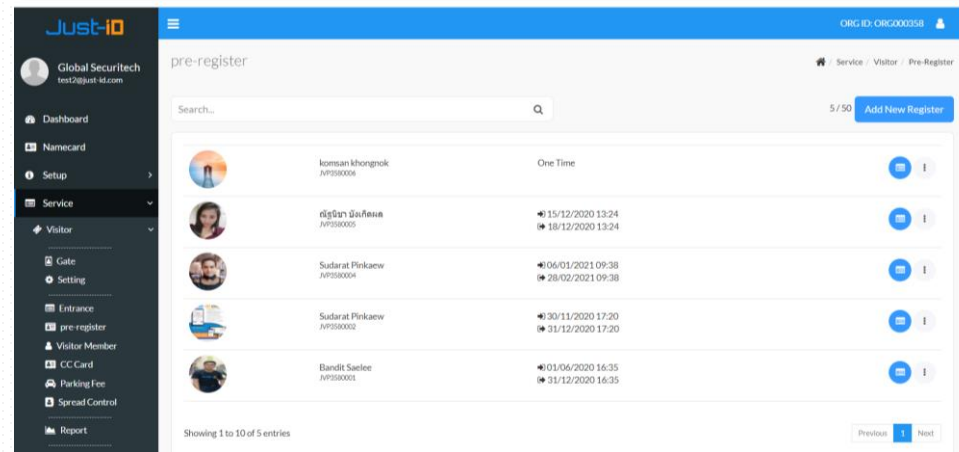 Just-iD
ORG ID: ORG000358
Global Securitech
test2@just-id.com
pre-register
Service / Visitor / Pre-Register
Search...
5 / 50
Add New Register
Dashboard
Namecard
Setup
Service
Visitor
Gate
Setting
Entrance
pre-register
Visitor Member
CC Card
Parking Fee
Spread Control
Report
komsan khongnok
JVP3580006
One Time
ณัฐนิชา บังเกิดผล
JVP3580005
15/12/2020 13:24
18/12/2020 13:24
Sudarat Pinkaew
JVP3580004
06/01/2021 09:38
28/02/2021 09:38
Sudarat Pinkaew
JVP3580002
30/11/2020 17:20
31/12/2020 17:20
Bandit Saelee
JVP3580001
01/06/2020 16:35
31/12/2020 16:35
Showing 1 to 10 of 5 entries
Previous 1 Next